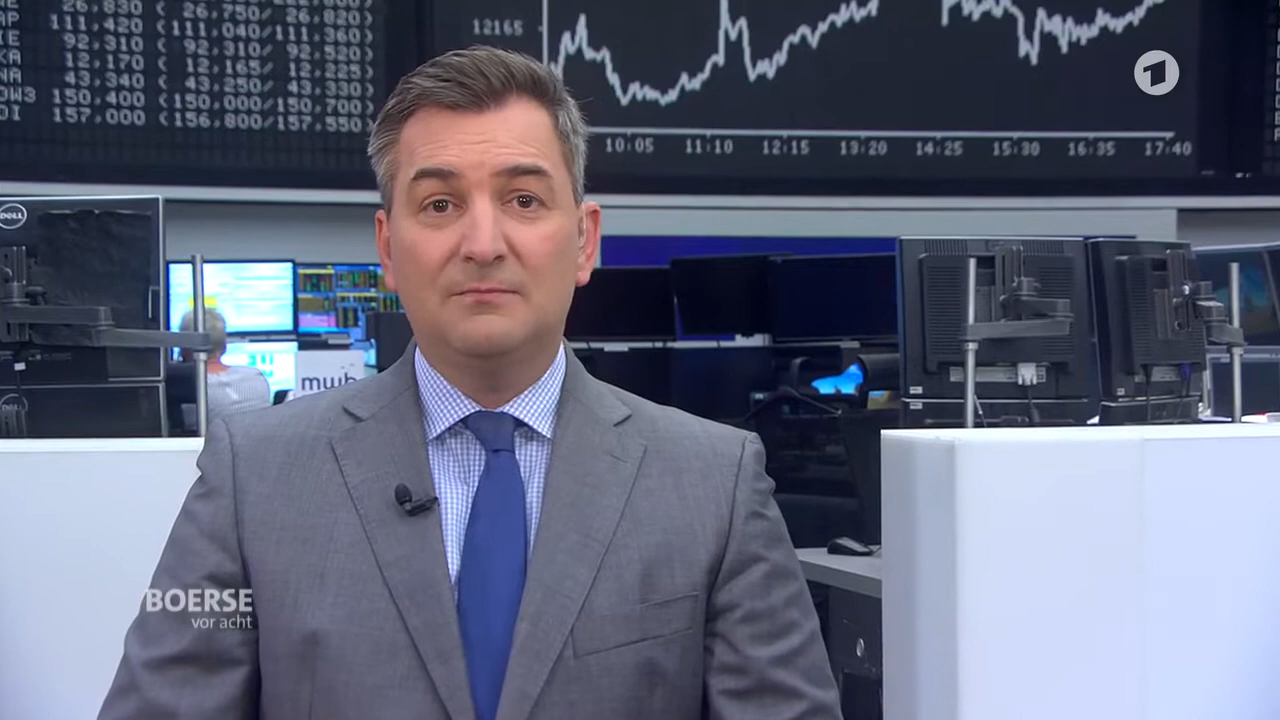 26,830 ( 26,750/ 26,820)
111,420 (111,040/111,360)
92,310 ( 92,310/ 92,520)
12,170 ( 12,165/ 12,225)
43,340 ( 43,250/ 43,330)
OW3 150,400 (150,000/150,700)
DI 157,000 (156,800/157,550)
12165
1
10:05 11:10 12:15 13:20 14:25 15:30 16:35 17:40
DELL
mwb
BOERSE
vor acht